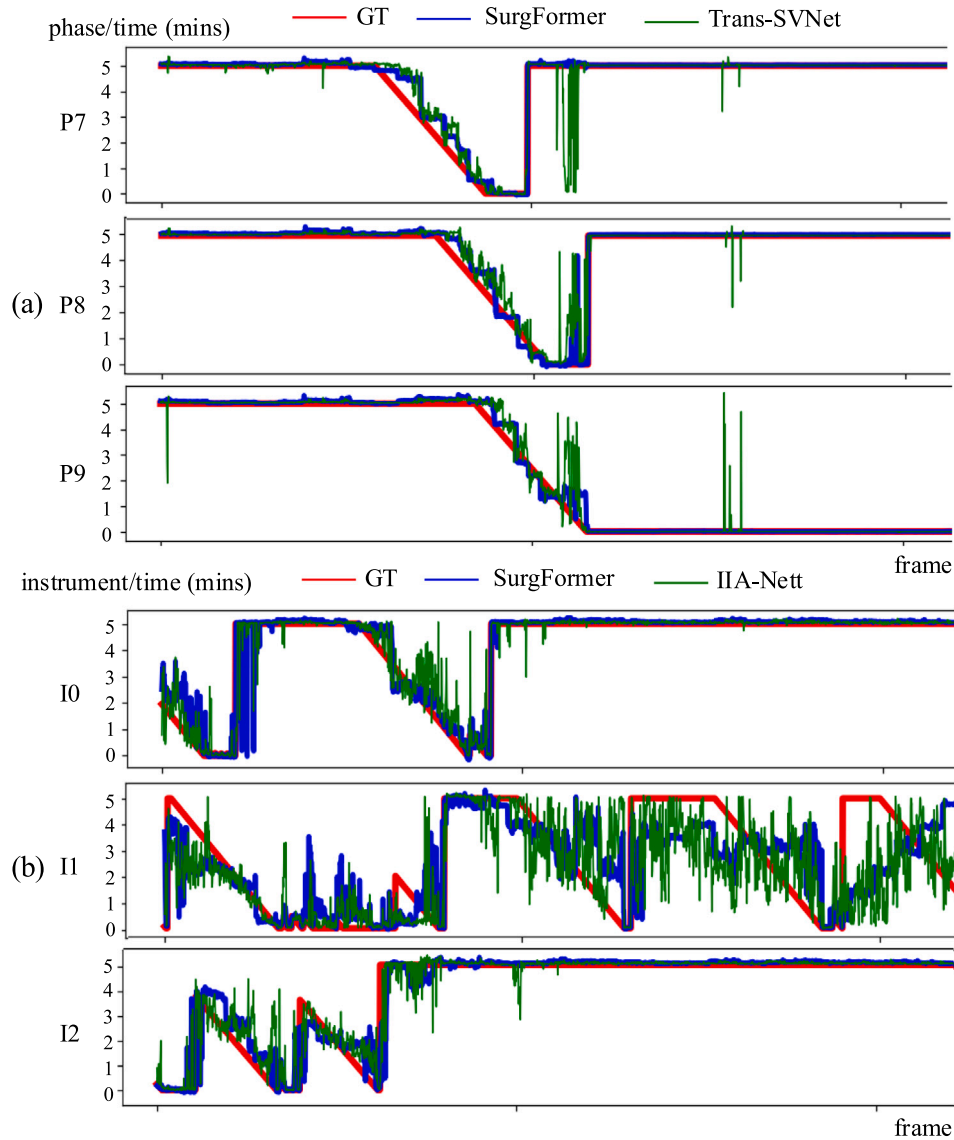 GT SurgFormer Trans-SVNet
phase/time (mins)
5
4
P7 3
2
1
0
5
4
(a) P8 3
2
1
0
5
4
P9 3
2
1
0
frame
instrument/time (mins) GT SurgFormer IIA-Nett
5
4
I0 3
2
1
0
5
4
(b) I1 3
2
1
0
5
4
I2 3
2
1
0
frame